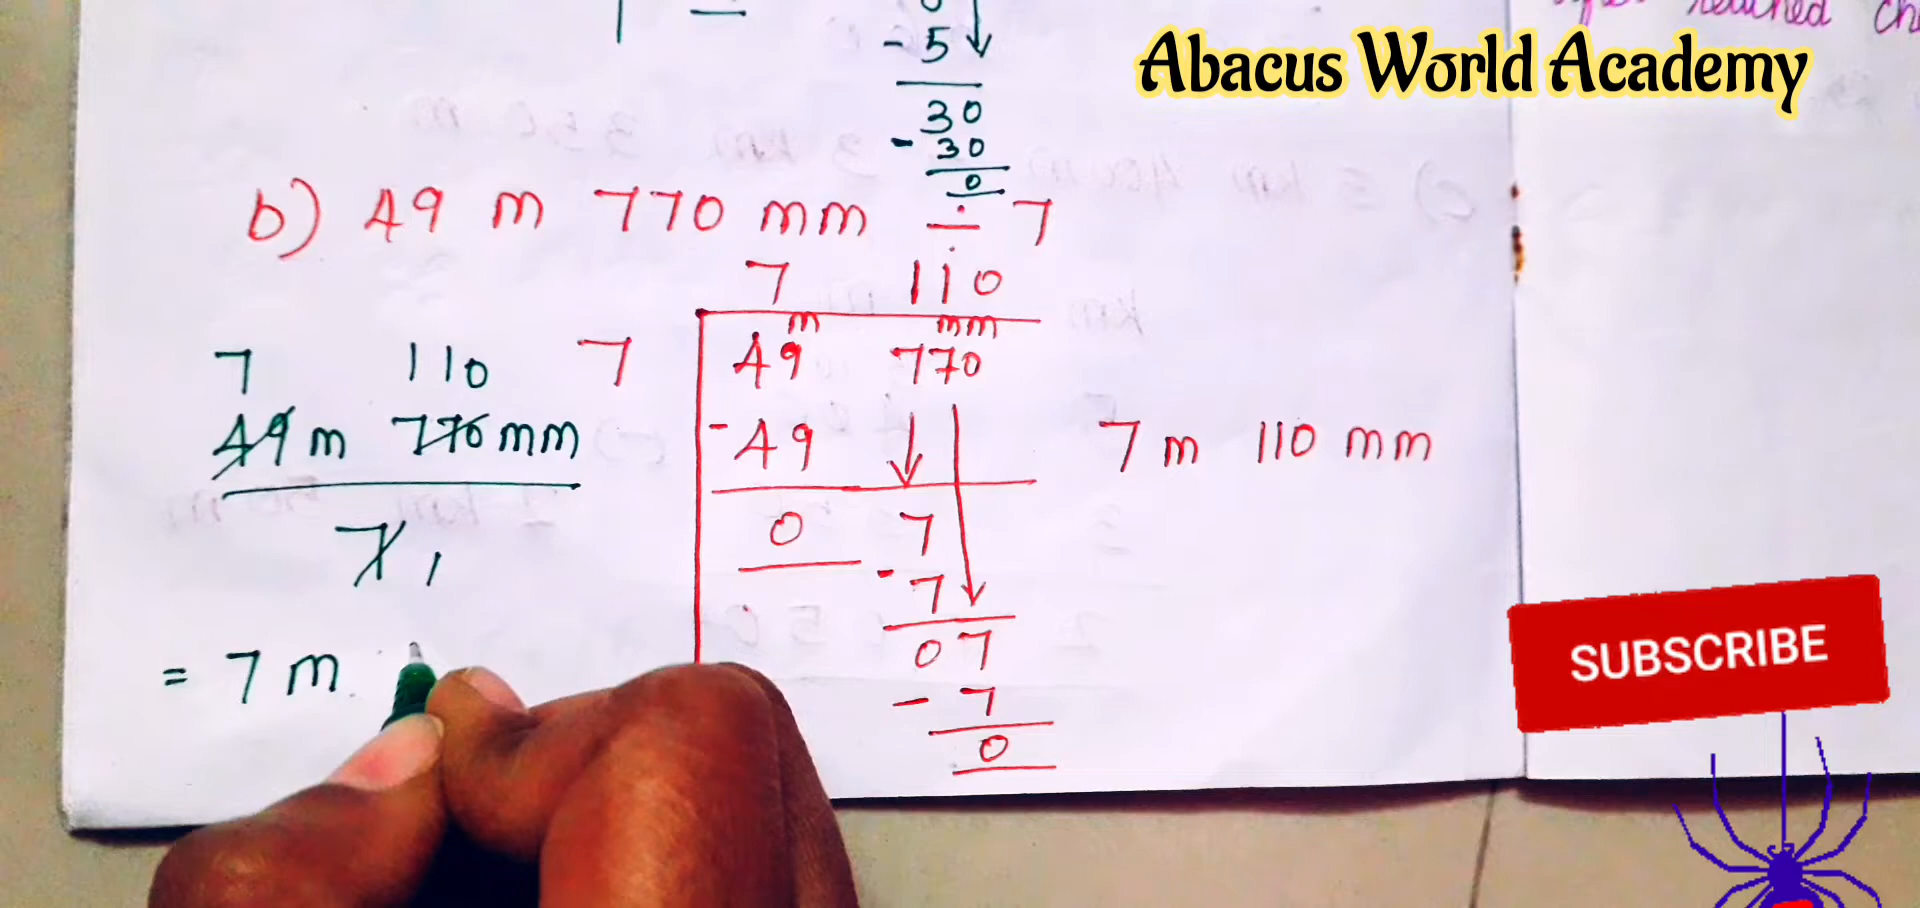 Abacus World Academy
- 5
30
- 30
0
b) 49 m 770 mm ÷ 7
7 110
m mm
7 49 770
- 49
0 7
- 7
07
- 7
0
7 m 110 mm
7 110
49 m 770 mm
7 1
= 7 m
SUBSCRIBE